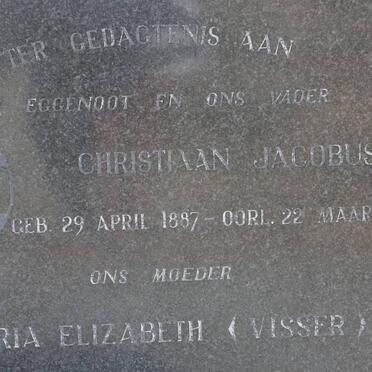 TER GEDAGTENIS AAN
EGGENOOT EN ONS VADER
CHRISTIAAN JACOBUS
GEB. 29 APRIL 1887 – OORL. 22 MAAR
ONS MOEDER
RIA ELIZABETH (VISSER)